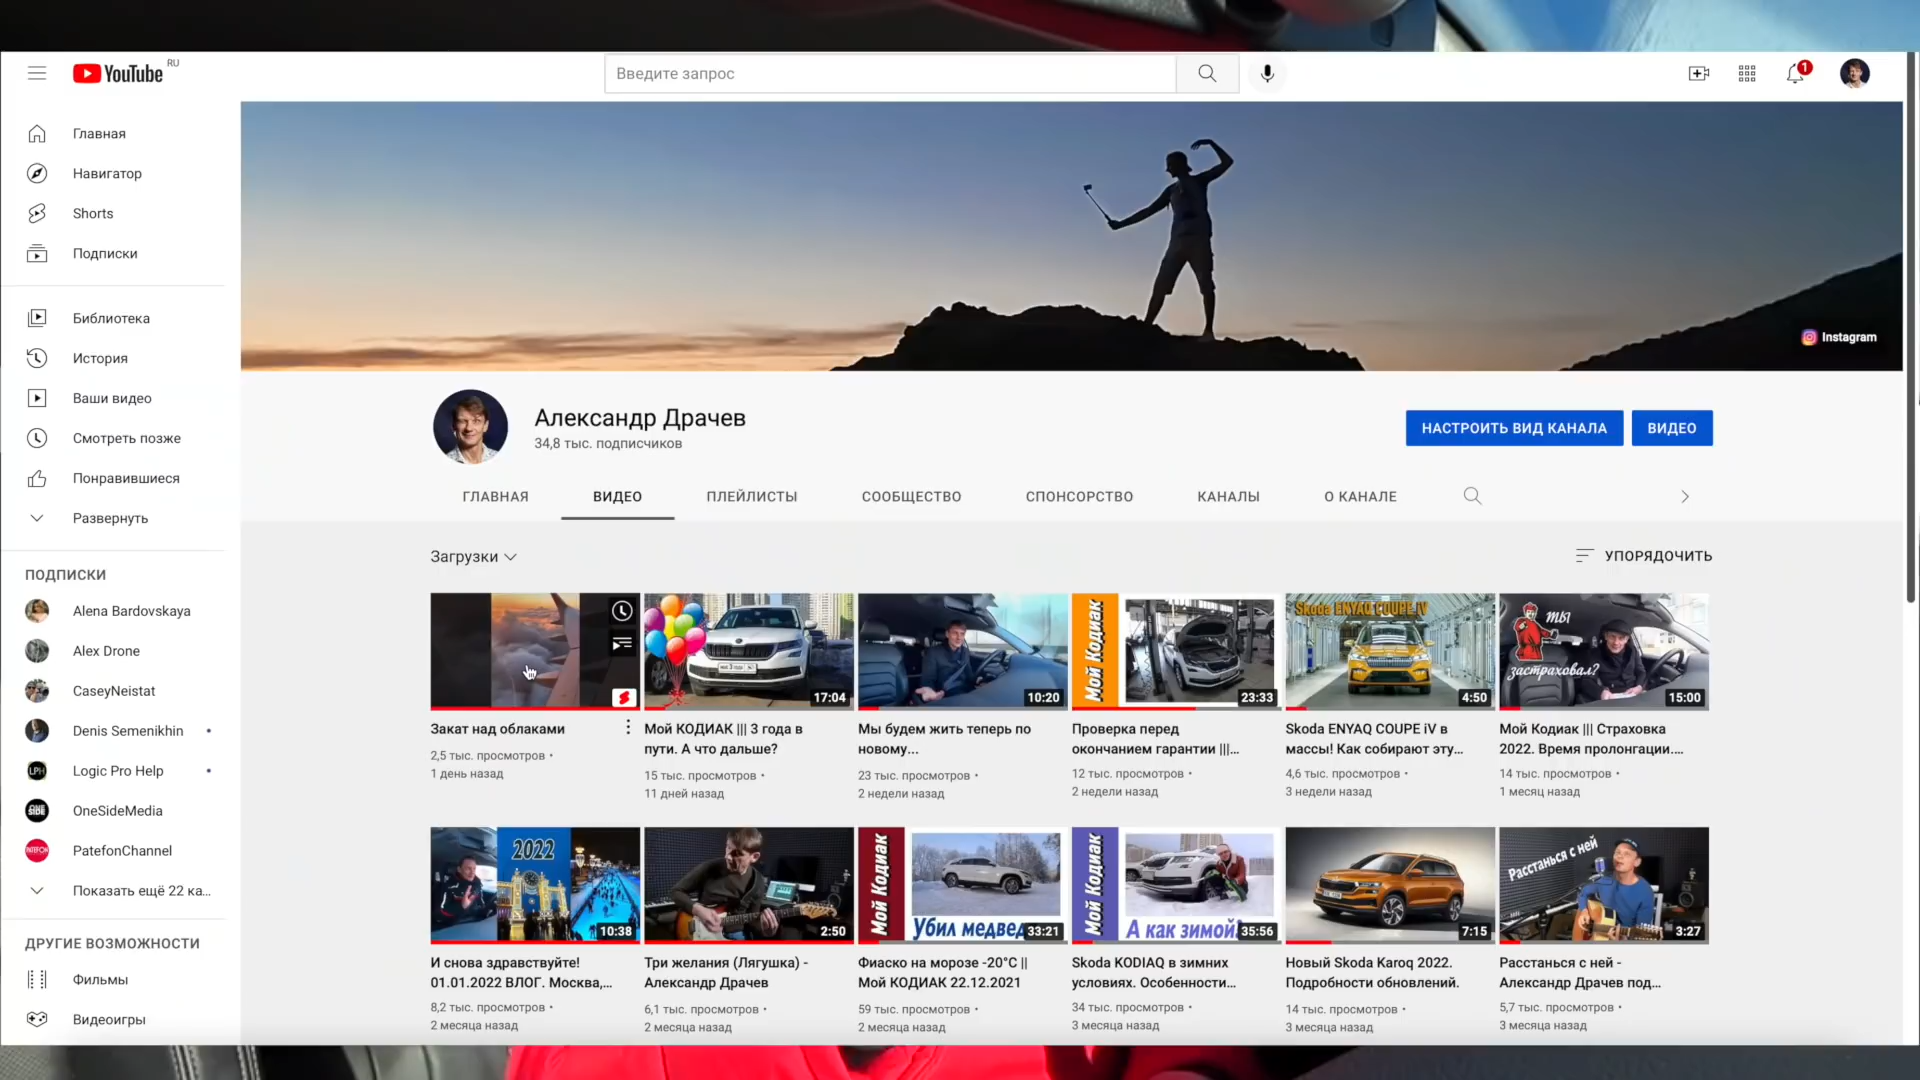 YouTube RU
Введите запрос
1
Главная
Навигатор
Shorts
Подписки
Библиотека
История
Ваши видео
Смотреть позже
Понравившиеся
Развернуть
ПОДПИСКИ
Alena Bardovskaya
Alex Drone
CaseyNeistat
Denis Semenikhin
Logic Pro Help
OneSideMedia
PatefonChannel
Показать ещё 22 ка...
ДРУГИЕ ВОЗМОЖНОСТИ
Фильмы
Видеоигры
Instagram
Александр Драчев
34,8 тыс. подписчиков
НАСТРОИТЬ ВИД КАНАЛА
ВИДЕО
ГЛАВНАЯ
ВИДЕО
ПЛЕЙЛИСТЫ
СООБЩЕСТВО
СПОНСОРСТВО
КАНАЛЫ
О КАНАЛЕ
Загрузки
УПОРЯДОЧИТЬ
Закат над облаками
2,5 тыс. просмотров •
1 день назад
17:04
Мой КОДИАК ||| 3 года в
пути. А что дальше?
15 тыс. просмотров •
11 дней назад
10:20
Мы будем жить теперь по
новому...
23 тыс. просмотров •
2 недели назад
Мой Кодиак
23:33
Проверка перед
окончанием гарантии |||...
12 тыс. просмотров •
2 недели назад
Skoda ENYAQ COUPE iV
4:50
Skoda ENYAQ COUPE iV в
массы! Как собирают эту...
4,6 тыс. просмотров •
3 недели назад
ТЫ
застраховал?
15:00
Мой Кодиак ||| Страховка
2022. Время пролонгации....
14 тыс. просмотров •
1 месяц назад
2022
10:38
И снова здравствуйте!
01.01.2022 ВЛОГ. Москва,...
8,2 тыс. просмотров •
2 месяца назад
2:50
Три желания (Лягушка) -
Александр Драчев
6,1 тыс. просмотров •
2 месяца назад
Мой Кодиак
Убил медвед
33:21
Фиаско на морозе -20°C ||
Мой КОДИАК 22.12.2021
59 тыс. просмотров •
2 месяца назад
Мой Кодиак
А как зимой?
35:56
Skoda KODIAQ в зимних
условиях. Особенности...
34 тыс. просмотров •
3 месяца назад
7:15
Новый Skoda Karoq 2022.
Подробности обновлений.
14 тыс. просмотров •
3 месяца назад
Расстанься с ней
3:27
Расстанься с ней -
Александр Драчев под...
5,7 тыс. просмотров •
3 месяца назад